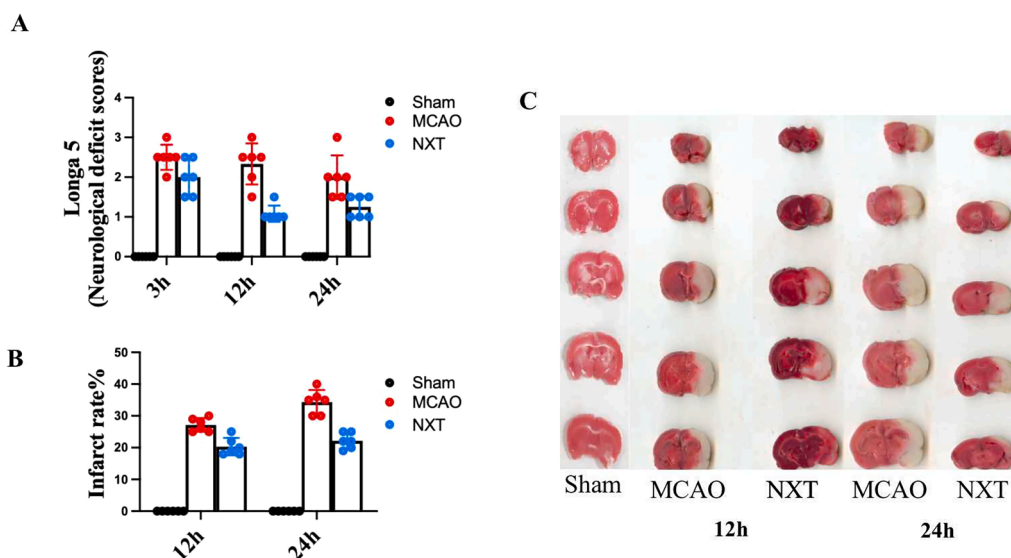 A
Longa 5
(Neurological deficit scores)
4
3
2
1
0
3h
12h
24h
Sham
MCAO
NXT
B
Infarct rate%
50
40
30
20
10
0
12h
24h
Sham
MCAO
NXT
C
Sham
MCAO
NXT
MCAO
NXT
12h
24h